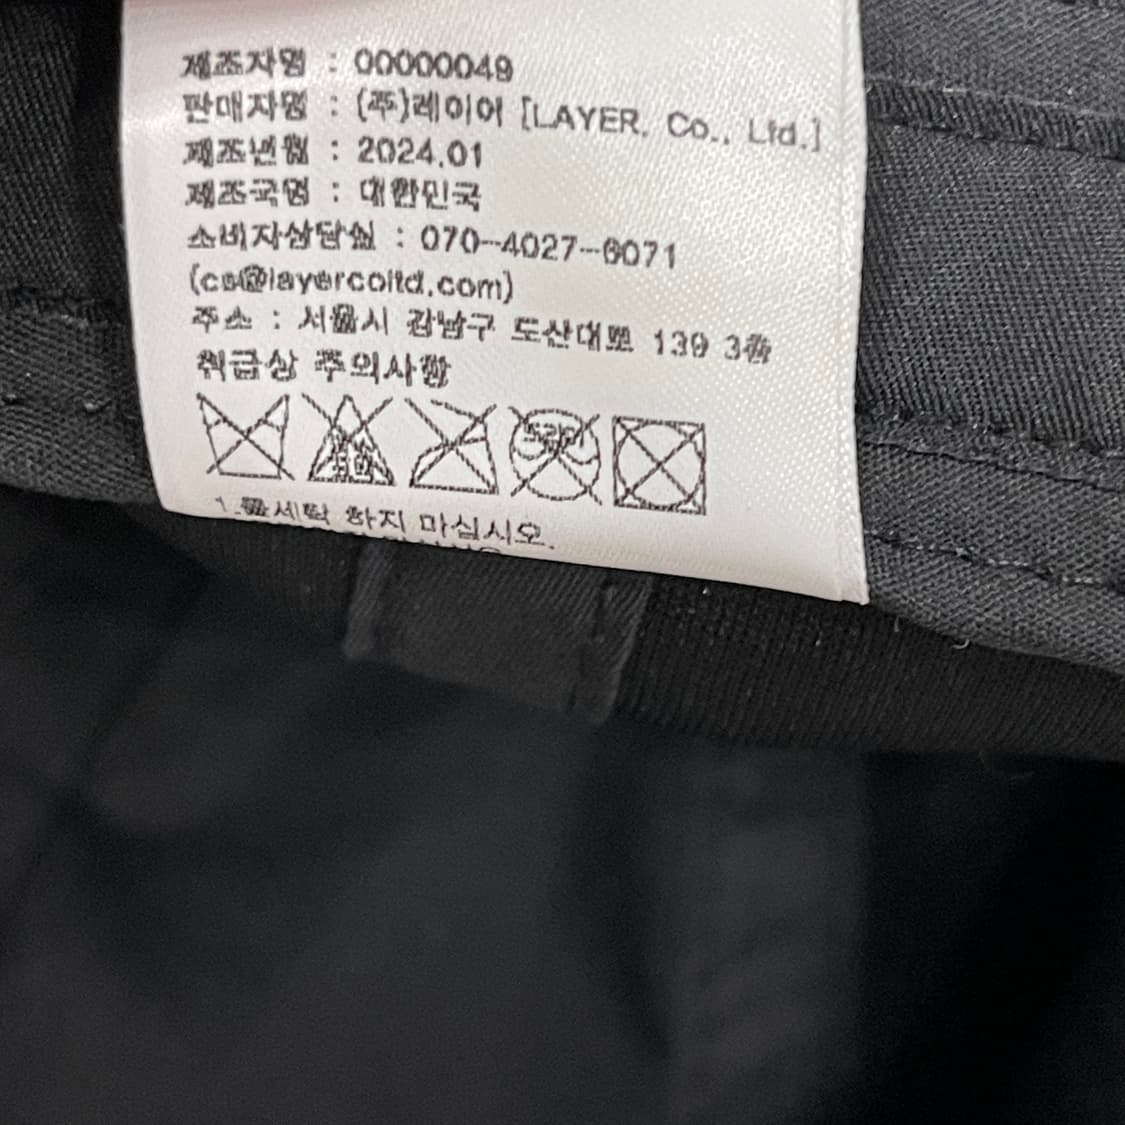 제조자명 : 00000049
판매자명 : (주)레이어 [LAYER. Co., Ltd.]
제조년월 : 2024.01
제조국명 : 대한민국
소비자상담실 : 070-4027-6071
(cs@layercoltd.com)
주소 : 서울시 강남구 도산대로 139 3층
취급상 주의사항
1.물세탁 하지 마십시오.